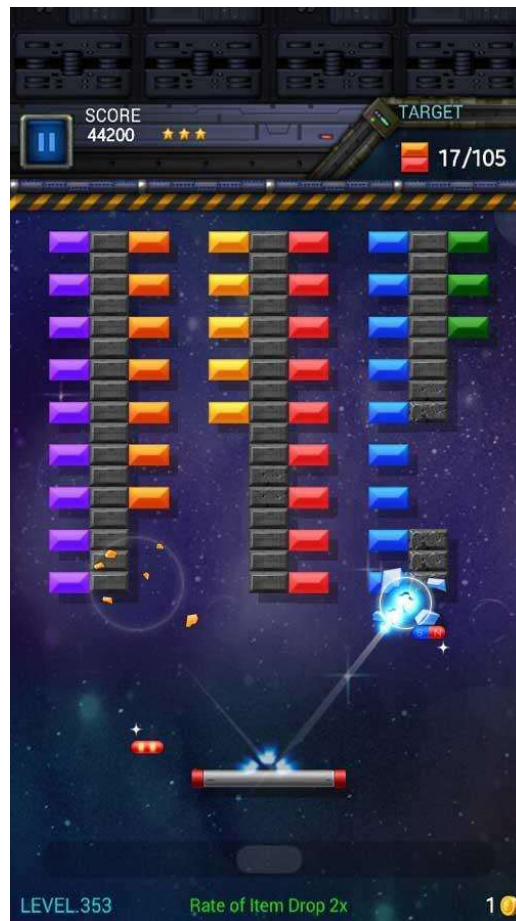 SCORE
44200
TARGET
17/105
S N
LEVEL.353
Rate of Item Drop 2x
1